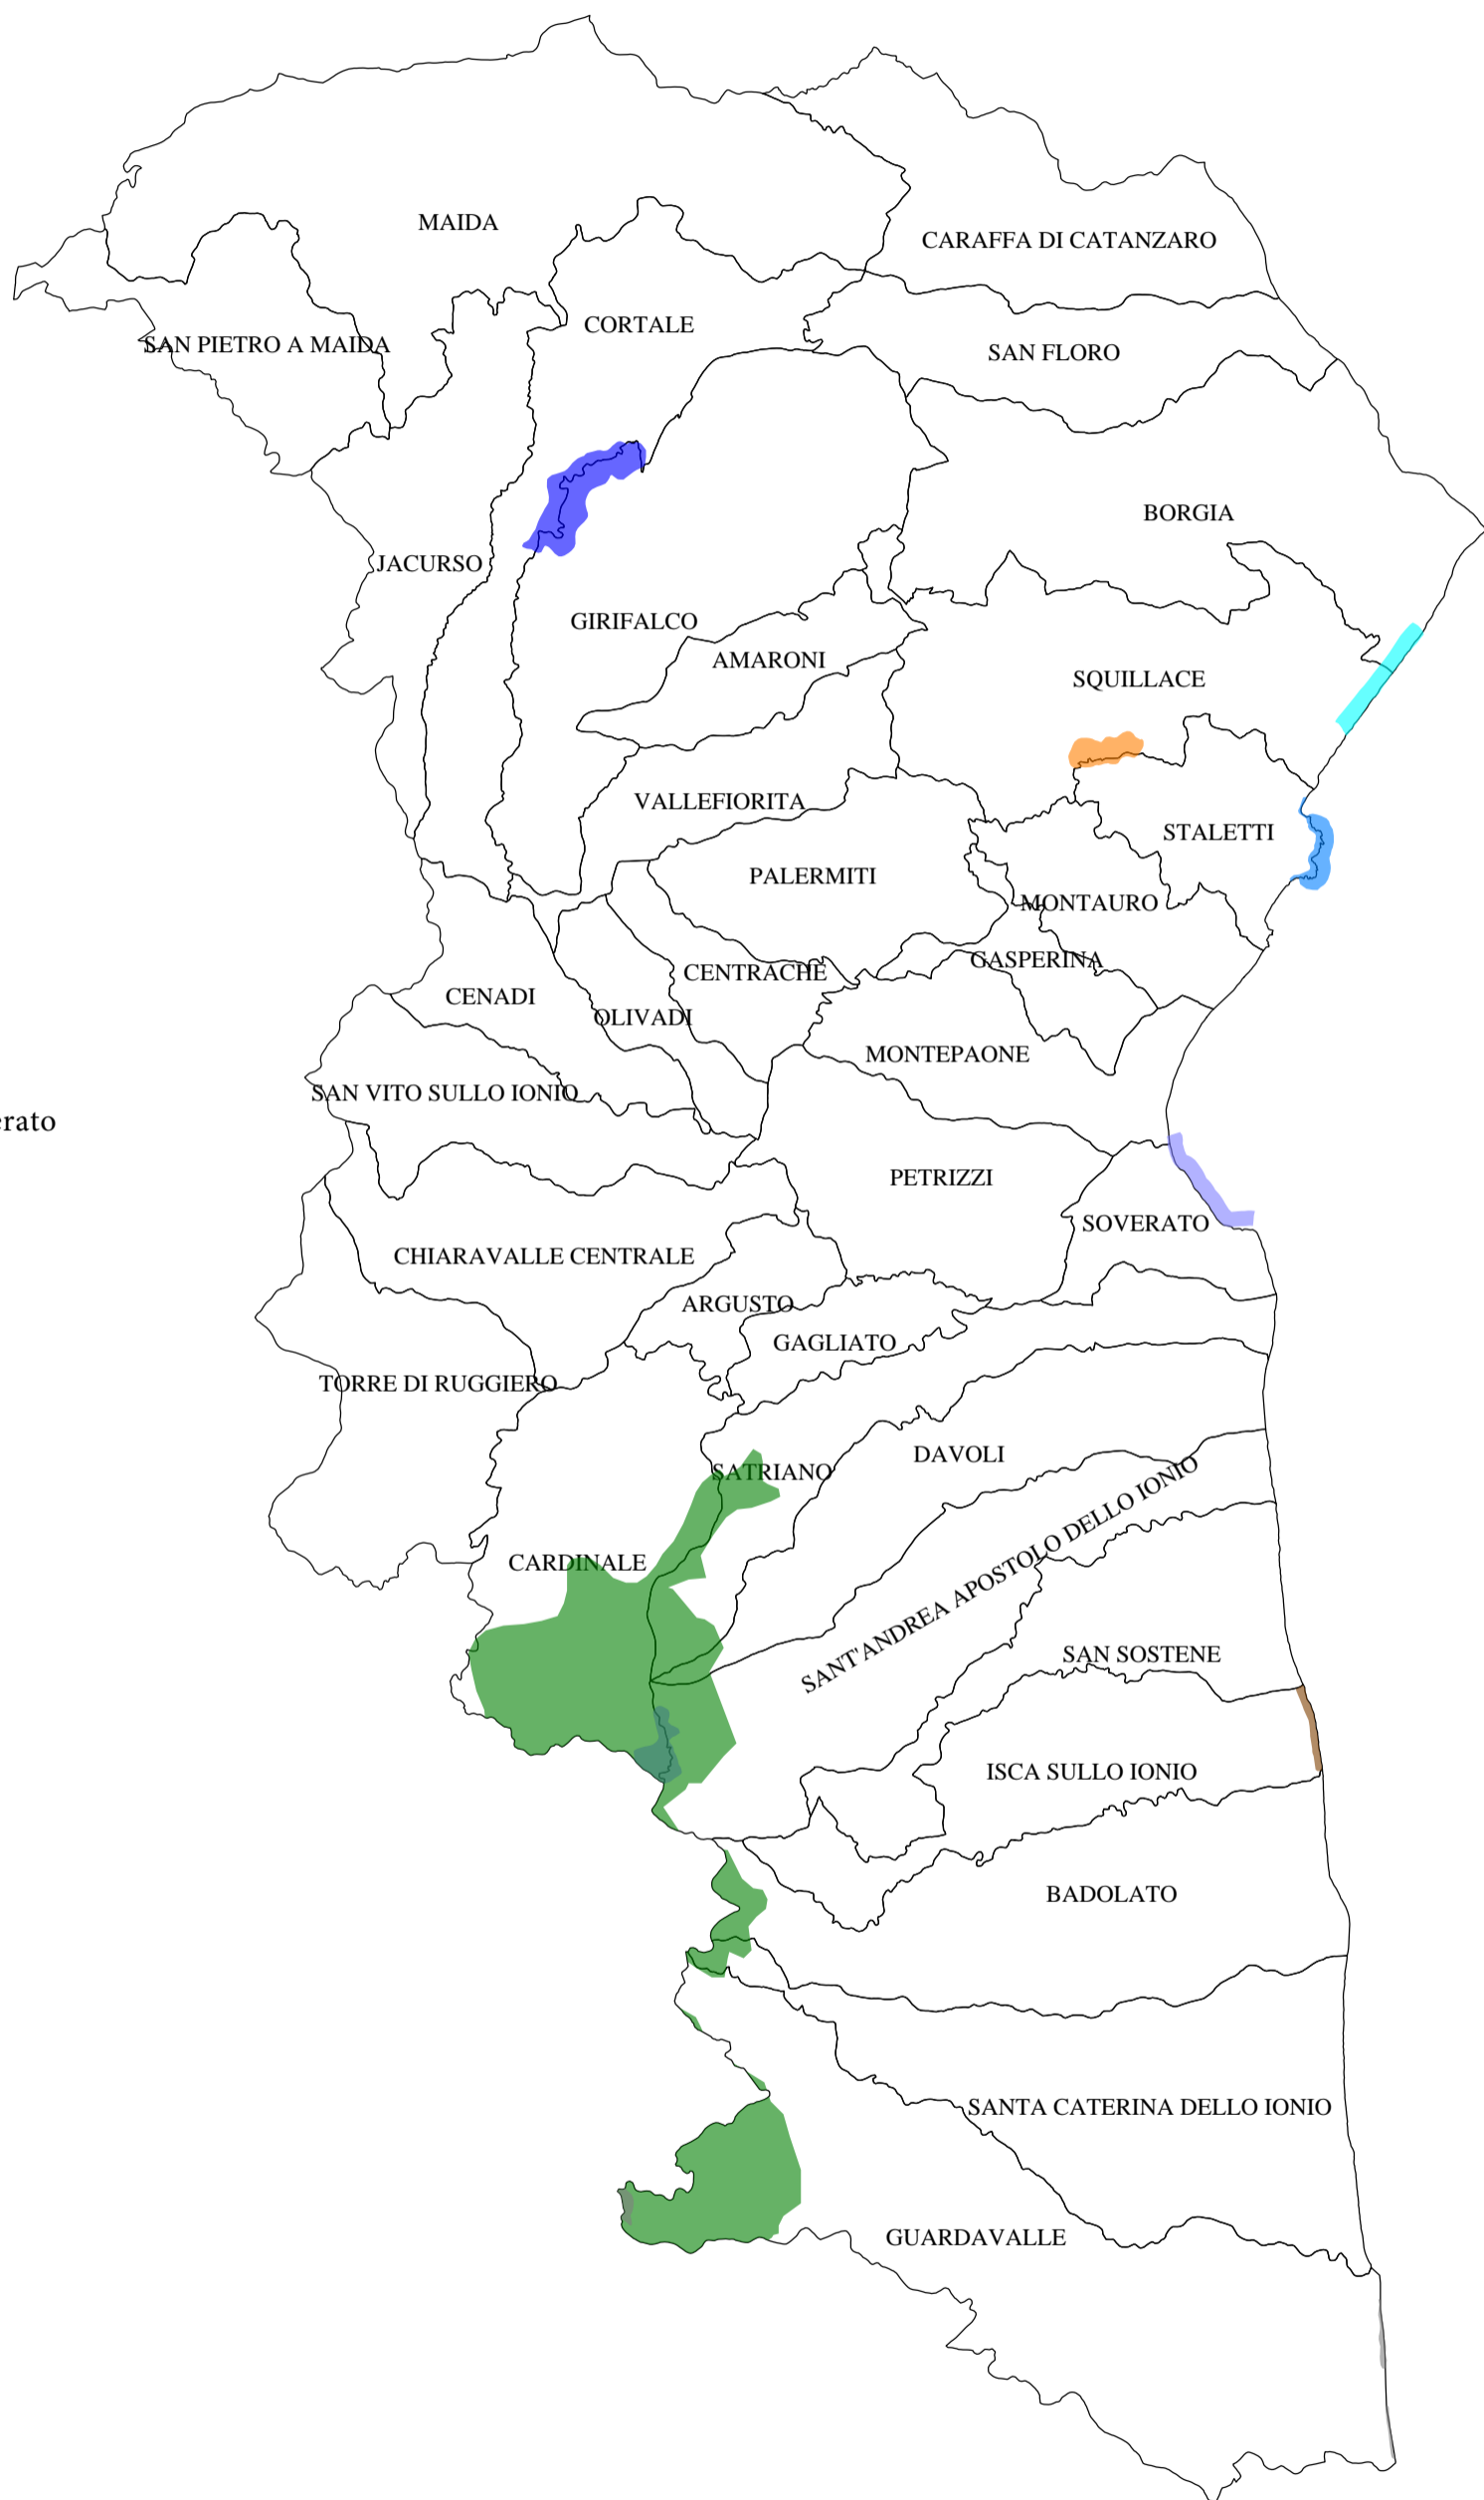 MAIDA
CARAFFA DI CATANZARO
CORTALE
SAN PIETRO A MAIDA
SAN FLORO
BORGIA
JACURSO
GIRIFALCO
AMARONI
SQUILLACE
VALLEFIORITA
STALETTI
PALERMITI
MONTAURO
GASPERINA
CENTRACHE
CENADI
OLIVADI
MONTEPAONE
SAN VITO SULLO IONIO
erato
PETRIZZI
SOVERATO
CHIARAVALLE CENTRALE
ARGUSTO
GAGLIATO
TORRE DI RUGGIERO
DAVOLI
SATRIANO
SANT'ANDREA APOSTOLO DELLO IONIO
CARDINALE
SAN SOSTENE
ISCA SULLO IONIO
BADOLATO
SANTA CATERINA DELLO IONIO
GUARDAVALLE